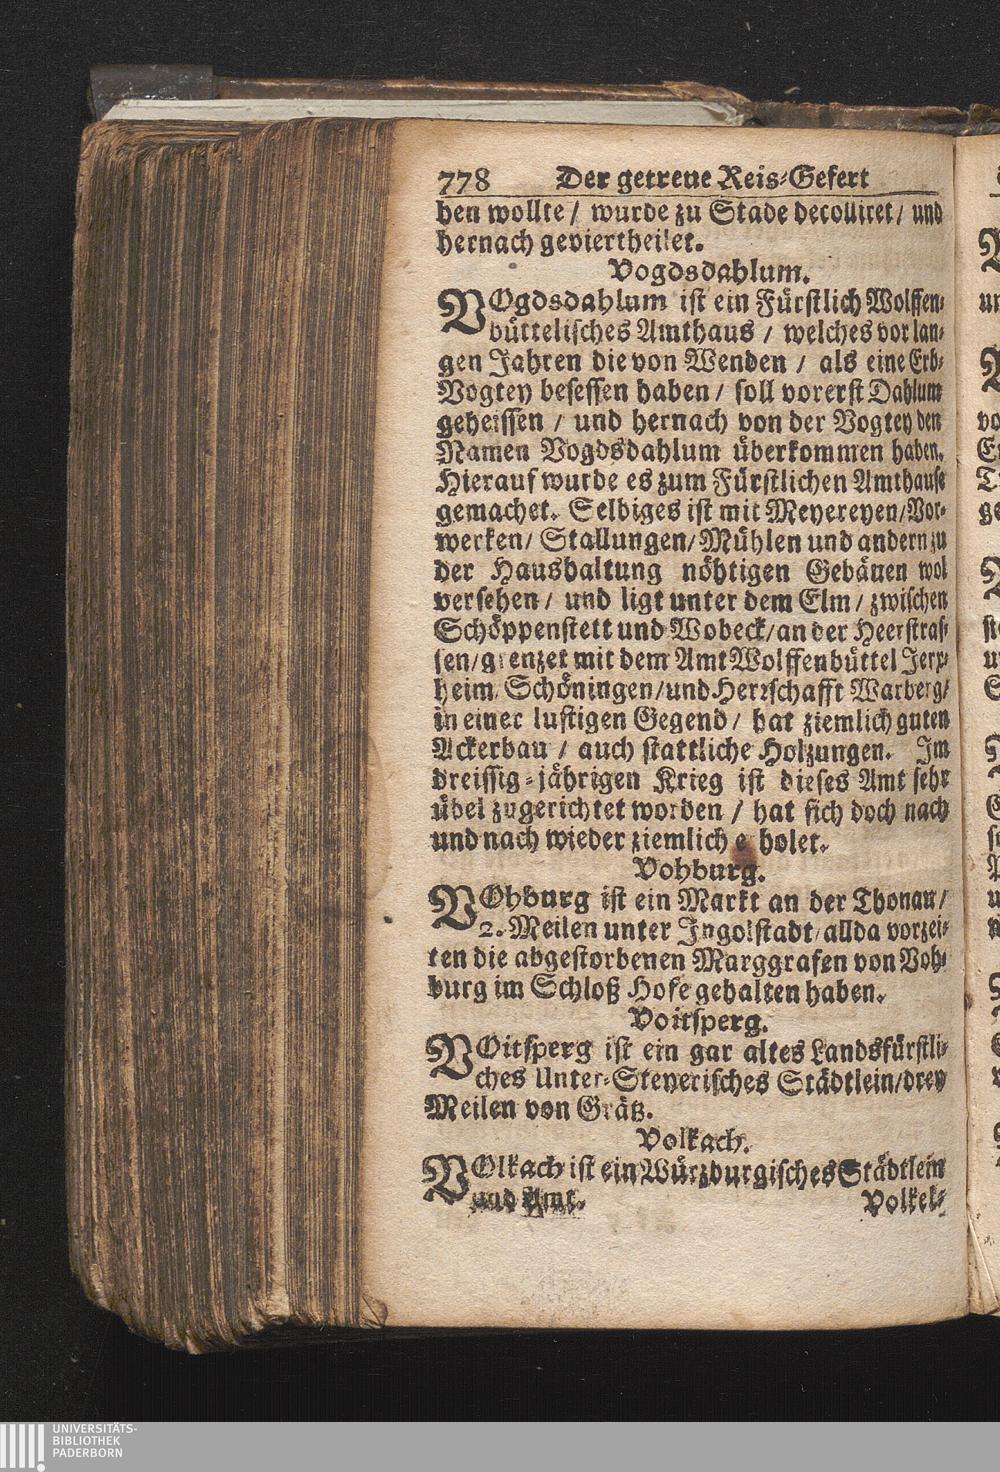 778 Der getreue Reis-Gefert
ben wollte / wurde zu Stade decolliret / und
hernach geviertheilet.
Vogdsdahlum.
VOgdsdahlum ist ein Fürstlich Wolffen-
büttelisches Amthaus / welches vor lan-
gen Jahren die von Wenden / als eine Erb-
Vogtey besessen haben / soll vorerst Dahlum
geheissen / und hernach von der Vogtey den
Namen Vogdsdahlum überkommen haben.
Hierauf wurde es zum Fürstlichen Amthause
gemachet. Selbiges ist mit Meyereyen/Vor-
werken/ Stallungen/Mühlen und andern zu
der Haushaltung nöhtigen Gebäuen wol
versehen / und ligt unter dem Elm / zwischen
Schöppenstett und Wobeck/an der Heerstras-
sen/grenzet mit dem Amt Wolffenbüttel Jerx-
heim, Schöningen/und Herrschafft Warberg/
in einer lustigen Gegend / hat ziemlich guten
Ackerbau / auch stattliche Holzungen. Im
dreissig-jährigen Krieg ist dieses Amt sehr
übel zugerichtet worden / hat sich doch nach
und nach wieder ziemlich e holet.
Vohburg.
VOhburg ist ein Markt an der Thonau /
2. Meilen unter Ingolstadt/allda vorzei-
ten die abgestorbenen Marggrafen von Voh-
burg im Schloß Hofe gehalten haben.
Voitsperg.
VOitsperg ist ein gar altes Landsfürstli-
ches Unter-Steyerisches Städtlein/drey
Meilen von Grätz.
Volkach.
VOlkach ist ein Würzburgisches Städtlein
und Amt. Volkel-
UNIVERSITÄTS-
BIBLIOTHEK
PADERBORN